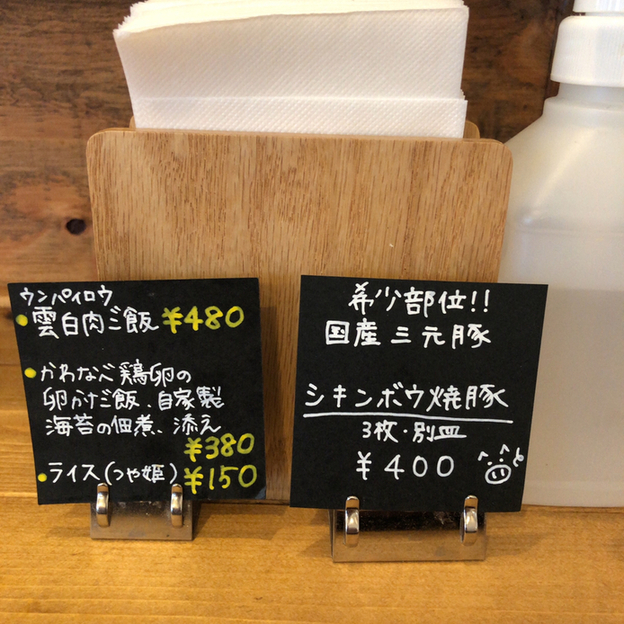 ウンパイロウ
雲白肉ご飯 ¥480
かわなべ鶏卵の
卵かけご飯、自家製
海苔の佃煮、添え
¥380
ライス(つや姫) ¥150
希少部位!!
国産三元豚
シキンボウ焼豚
3枚・別皿
¥400